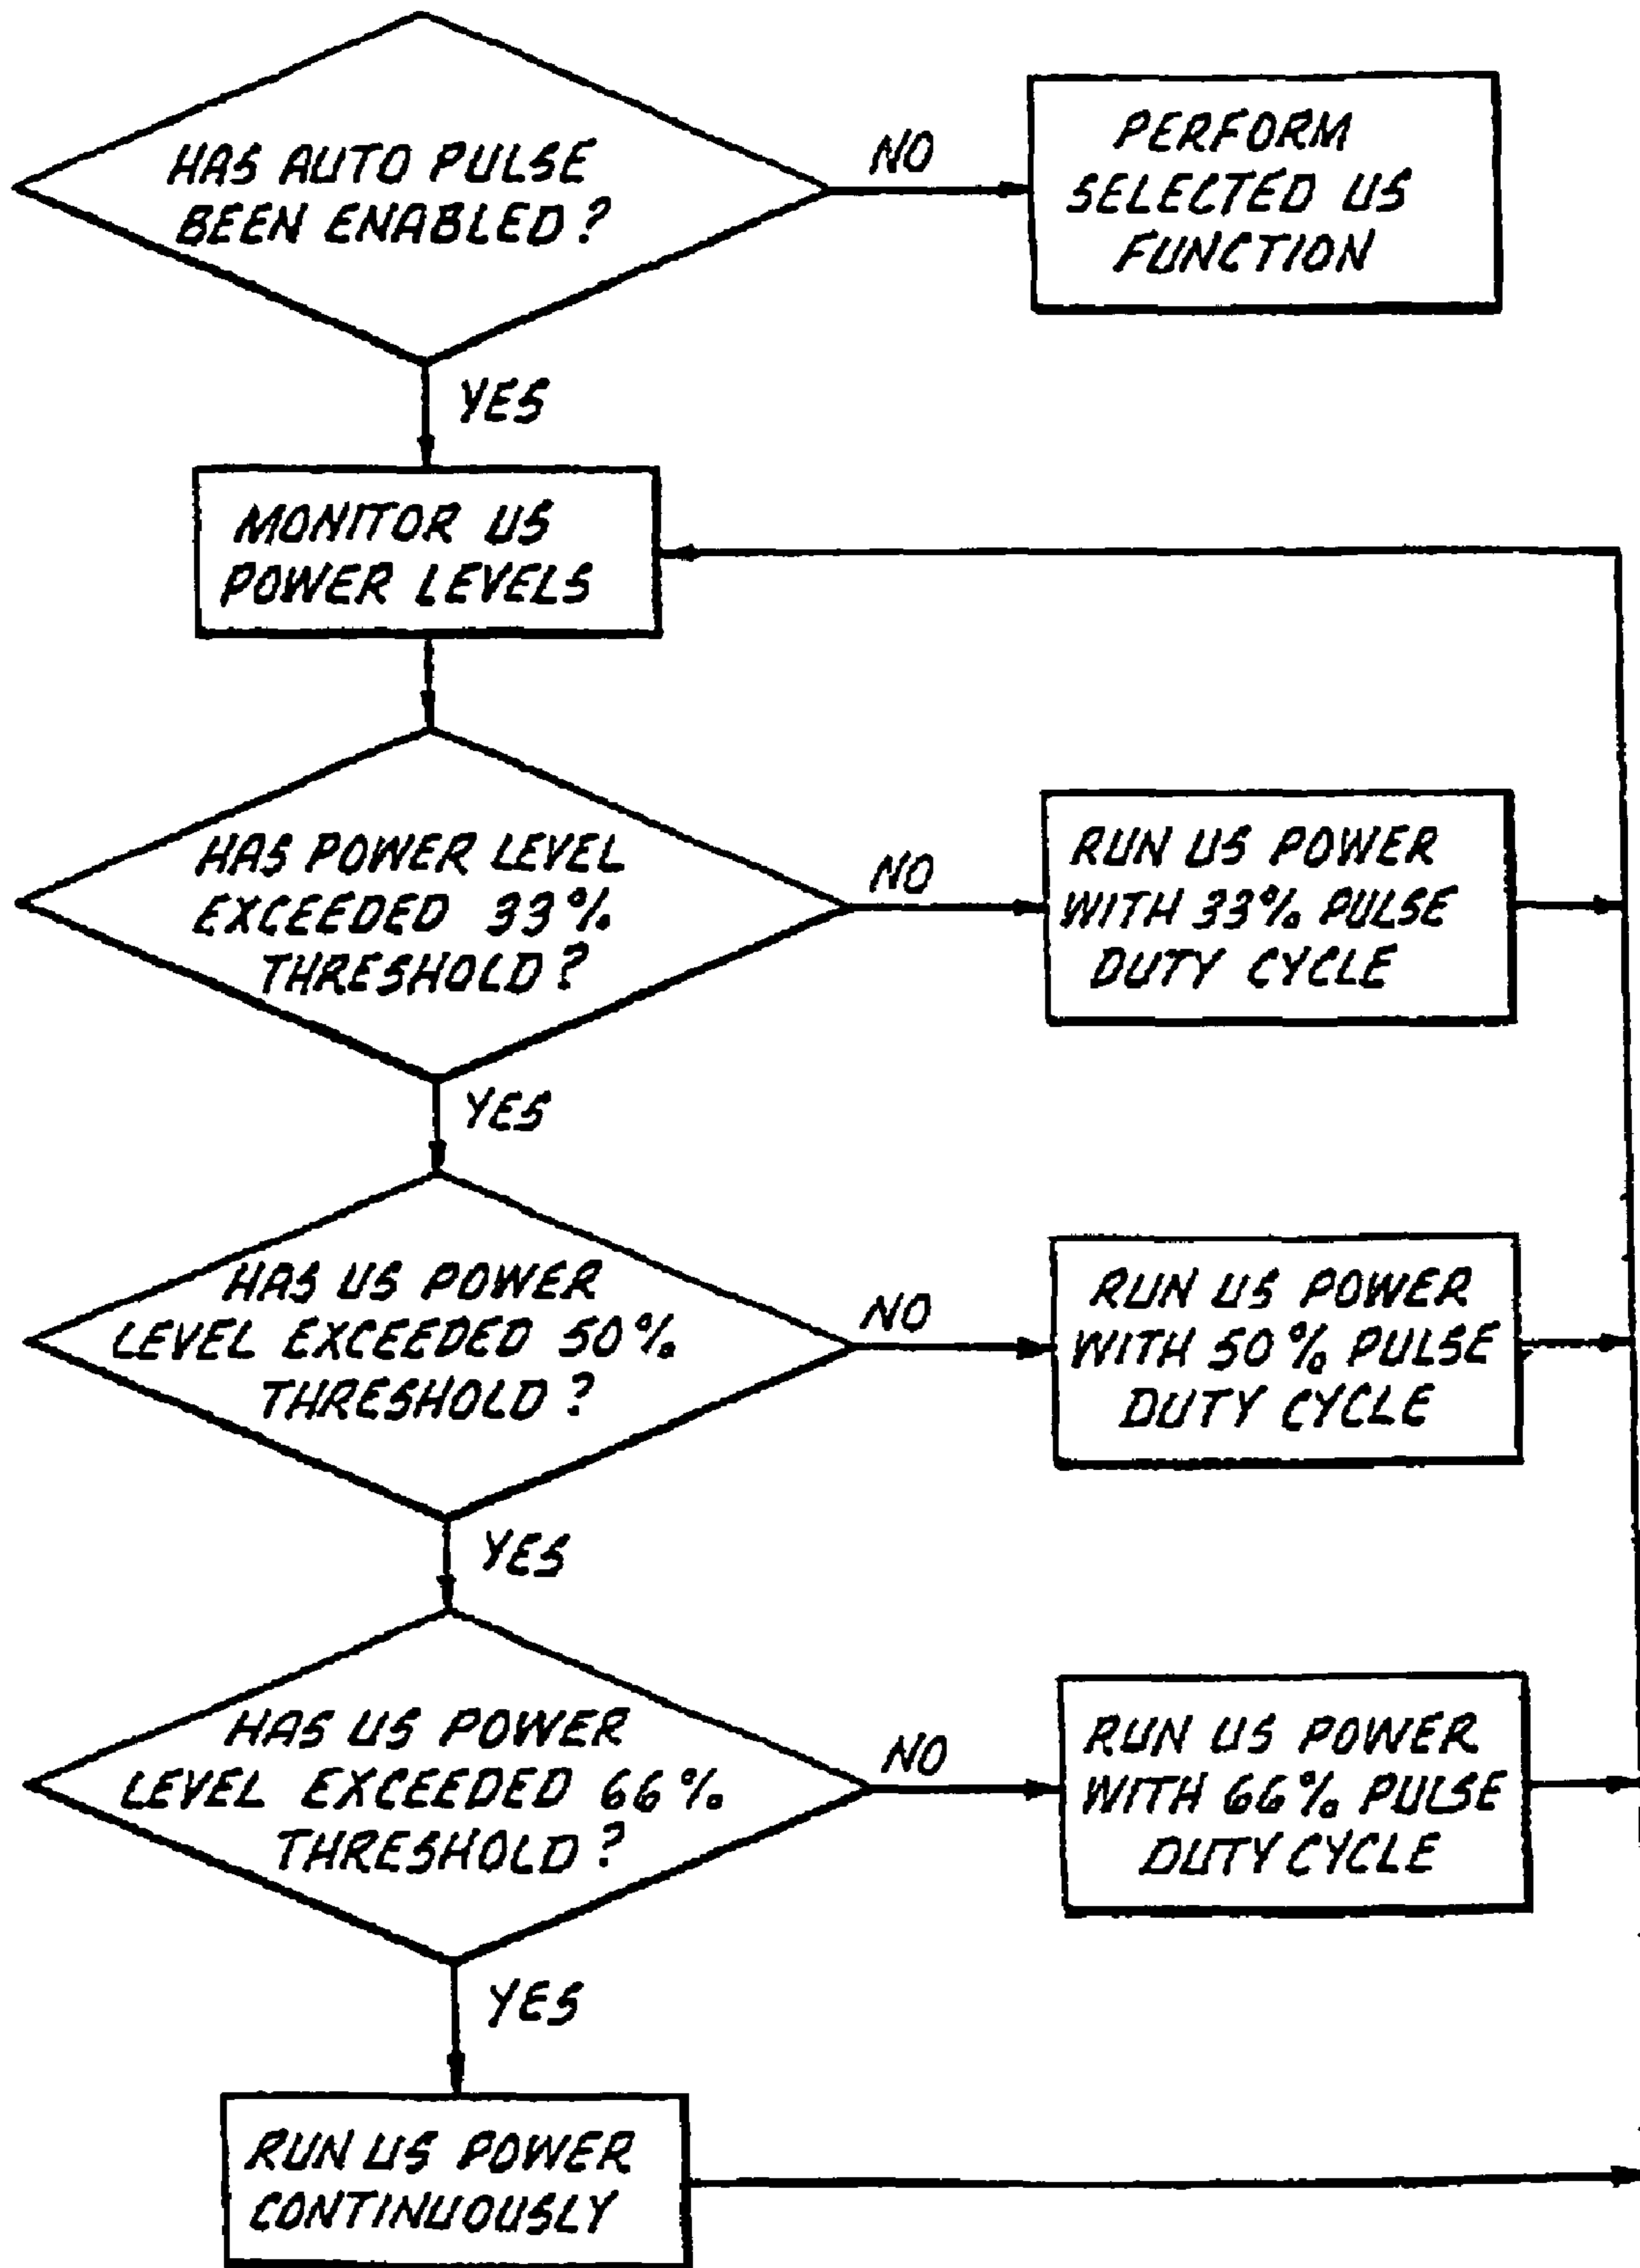 HAS AUTO PULSE
BEEN ENABLED?
NO
PERFORM
SELECTED US
FUNCTION
YES
MONITOR US
POWER LEVELS
HAS POWER LEVEL
EXCEEDED 33%
THRESHOLD?
NO
RUN US POWER
WITH 33% PULSE
DUTY CYCLE
YES
HAS US POWER
LEVEL EXCEEDED 50%
THRESHOLD?
NO
RUN US POWER
WITH 50% PULSE
DUTY CYCLE
YES
HAS US POWER
LEVEL EXCEEDED 66%
THRESHOLD?
NO
RUN US POWER
WITH 66% PULSE
DUTY CYCLE
YES
RUN US POWER
CONTINUOUSLY